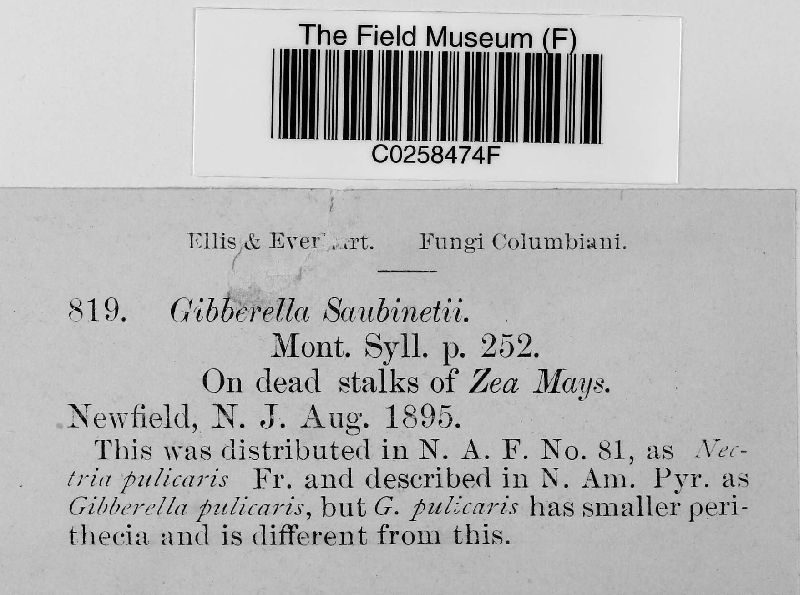 The Field Museum (F)
C0258474F
Ellis & Fungi Columbiani.
819. Gibberella Saubinetii.
Mont. Syll. p. 252.
On dead stalks of Zea Mays.
Newfield, N. J. Aug. 1895.
This was distributed in N. A. F. No. 81, as Nec-
tria pulicaris Fr. and described in N. Am. Pyr. as
Gibberella pulicaris, but G. pulicaris has smaller peri-
thecia and is different from this.